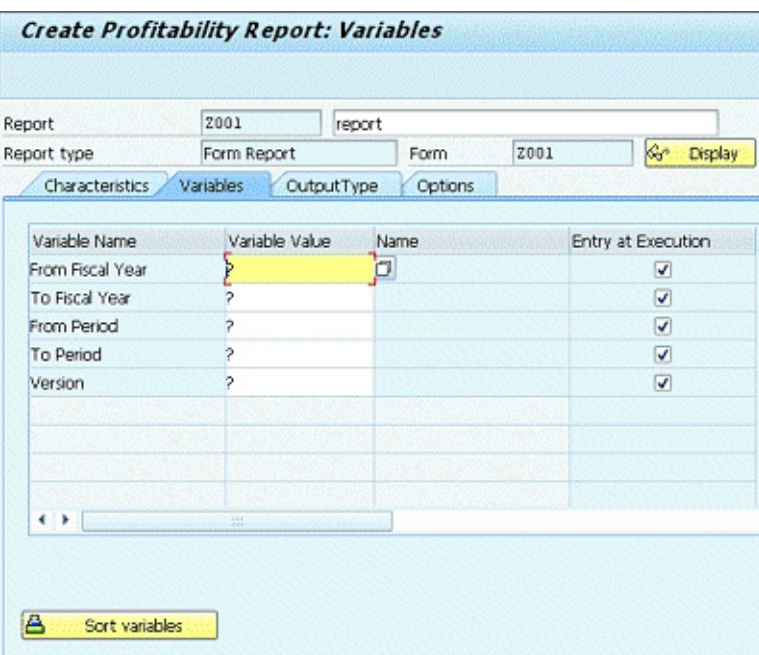 Create Profitability Report: Variables
Report Z001 report
Report type Form Report Form Z001 Display
Characteristics Variables OutputType Options
Variable Name Variable Value Name Entry at Execution
From Fiscal Year ?
To Fiscal Year ?
From Period ?
To Period ?
Version ?
Sort variables